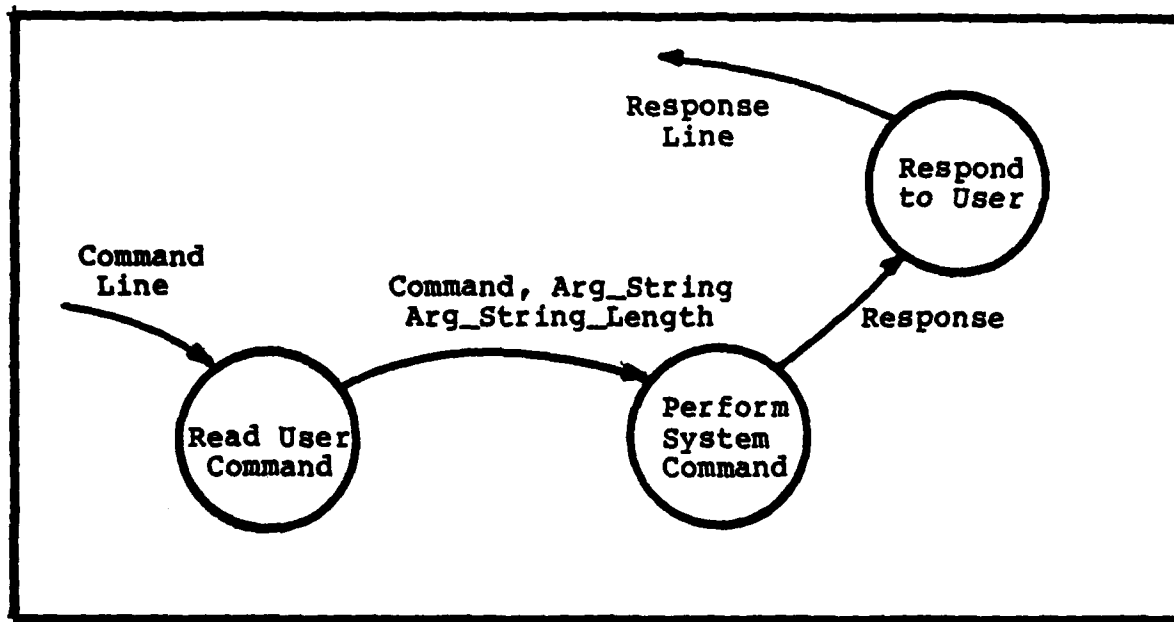 Response
Line
Respond
to User
Command
Line
Command, Arg_String
Arg_String_Length
Response
Read User
Command
Perform
System
Command